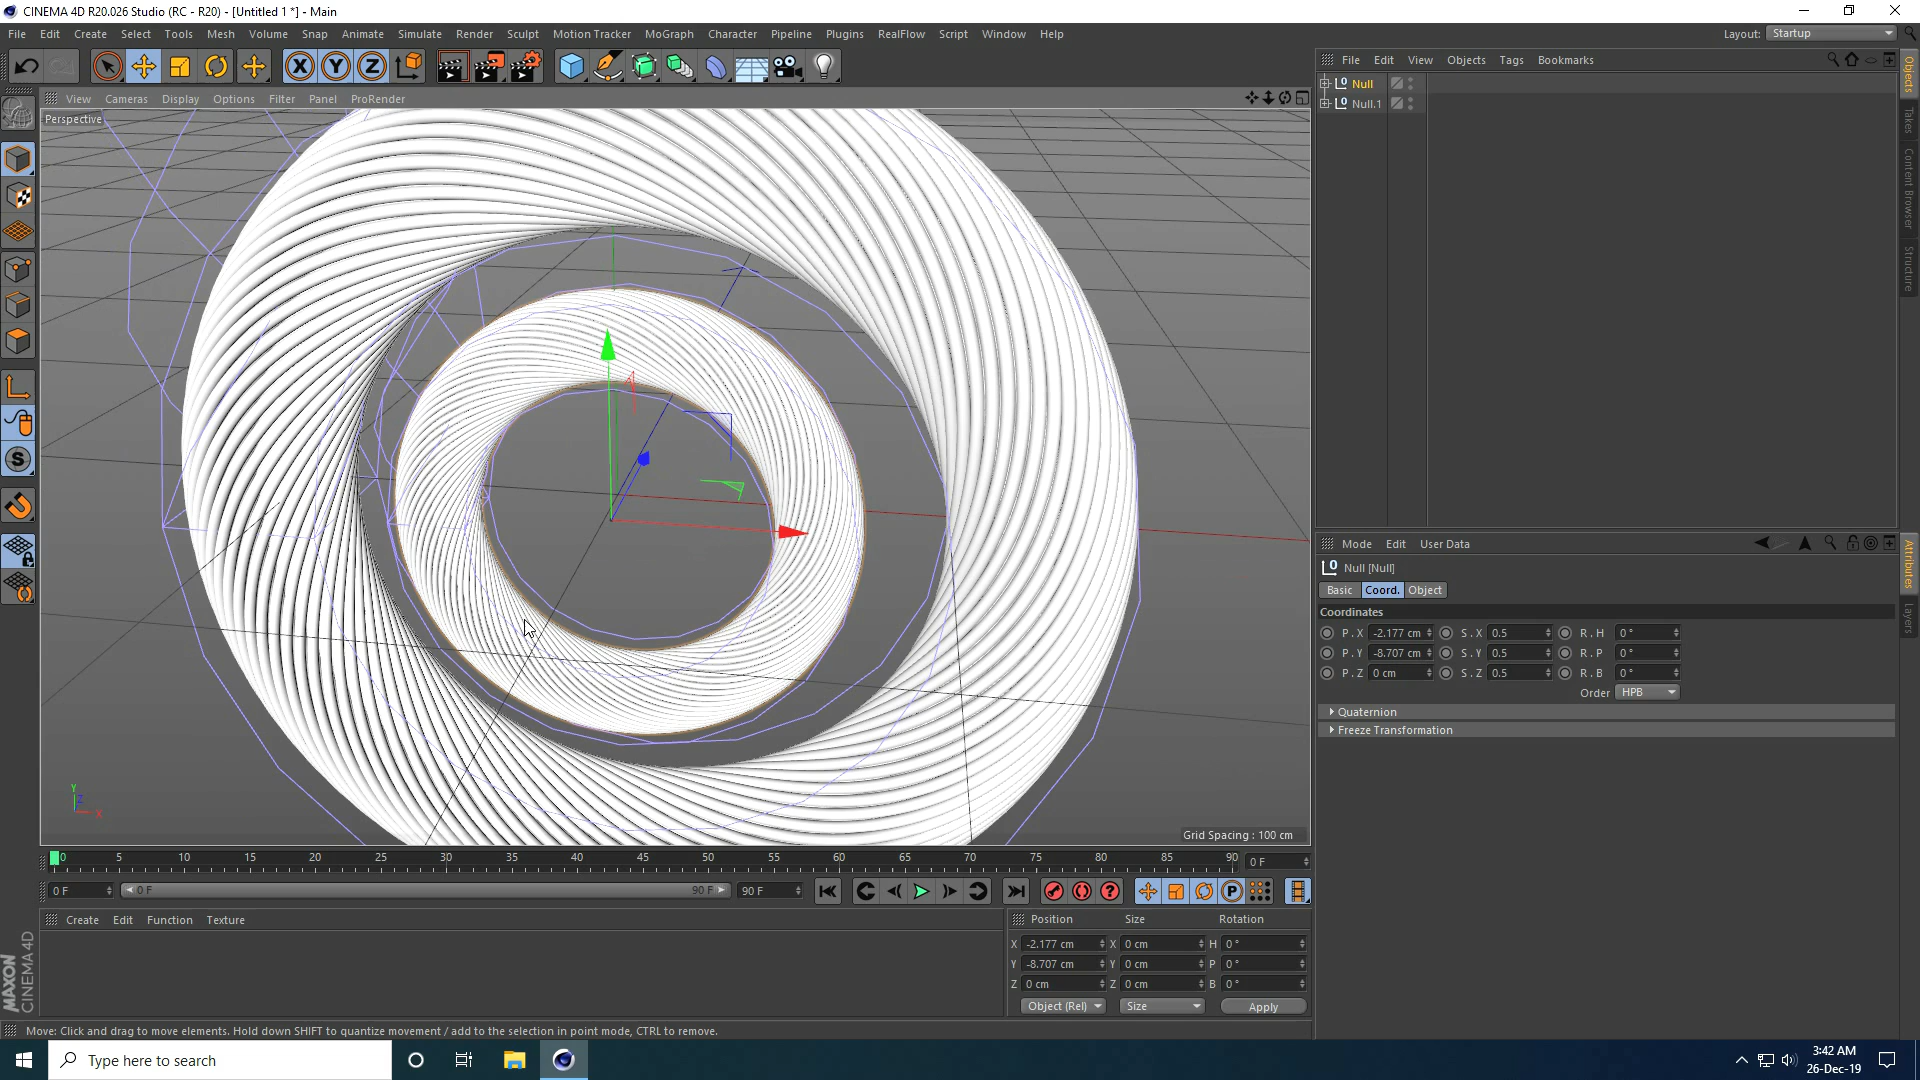 CINEMA 4D R20.026 Studio (RC - R20) - [Untitled 1 *] - Main
File Edit Create Select Tools Mesh Volume Snap Animate Simulate Render Sculpt Motion Tracker MoGraph Character Pipeline Plugins RealFlow Script Window Help
Layout: Startup
File Edit View Objects Tags Bookmarks
View Cameras Display Options Filter Panel ProRender
Perspective
Null
Null.1
Objects
Takes
Content Browser
Structure
Mode Edit User Data
Null [Null]
Basic Coord. Object
Coordinates
P . X -2.177 cm S . X 0.5 R . H 0 °
P . Y -8.707 cm S . Y 0.5 R . P 0 °
P . Z 0 cm S . Z 0.5 R . B 0 °
Order HPB
Quaternion
Freeze Transformation
Attributes
Layers
Y
Z
X
Grid Spacing : 100 cm
0 5 10 15 20 25 30 35 40 45 50 55 60 65 70 75 80 85 90 0 F
0 F 0 F 90 F 90 F
Create Edit Function Texture
Position Size Rotation
X -2.177 cm X 0 cm H 0 °
Y -8.707 cm Y 0 cm P 0 °
Z 0 cm Z 0 cm B 0 °
Object (Rel) Size Apply
MAXON
CINEMA 4D
Move: Click and drag to move elements. Hold down SHIFT to quantize movement / add to the selection in point mode, CTRL to remove.
Type here to search
3:42 AM
26-Dec-19